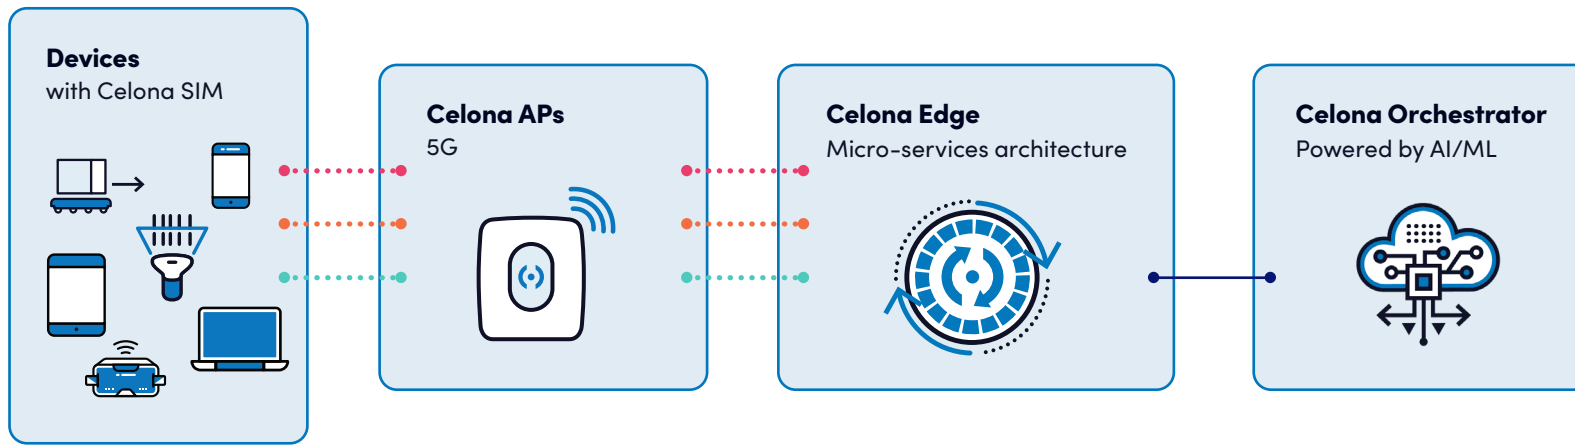 Devices
with Celona SIM
Celona APs
5G
Celona Edge
Micro-services architecture
Celona Orchestrator
Powered by AI/ML